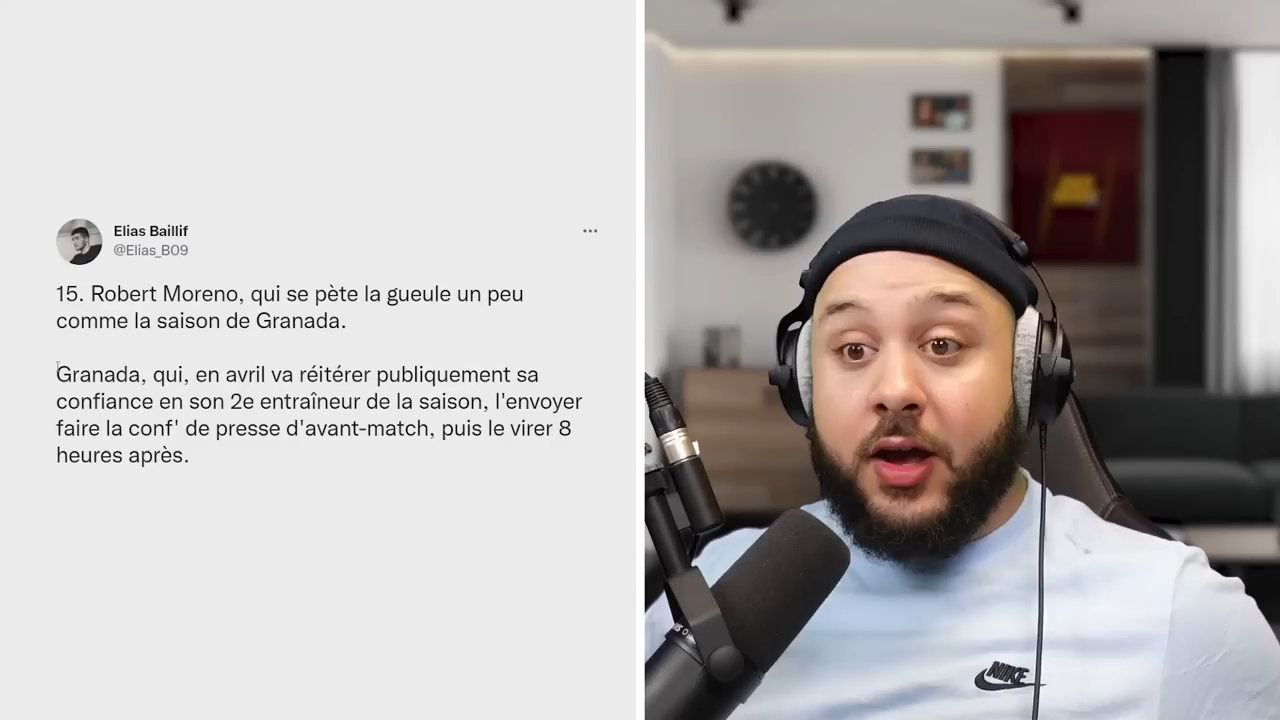 Elias Baillif
@Elias_B09
15. Robert Moreno, qui se pète la gueule un peu
comme la saison de Granada.
Granada, qui, en avril va réitérer publiquement sa
confiance en son 2e entraîneur de la saison, l'envoyer
faire la conf' de presse d'avant-match, puis le virer 8
heures après.
NIKE